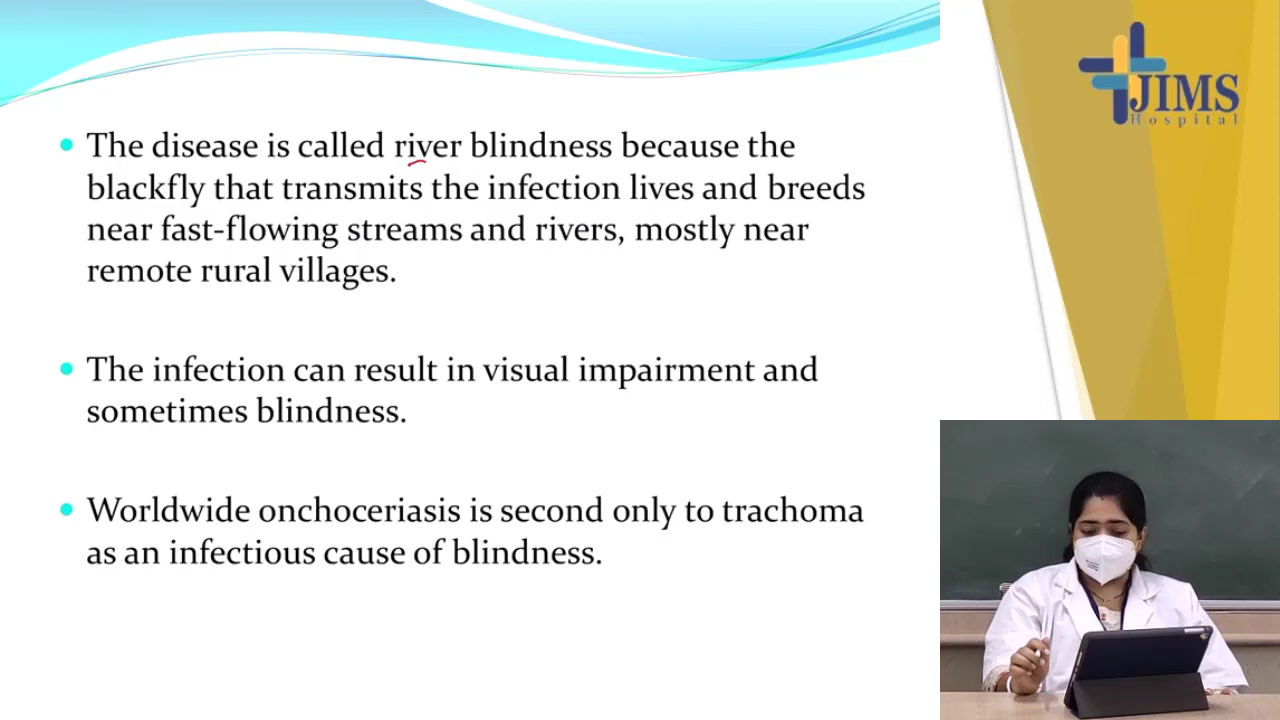 The disease is called river blindness because the
blackfly that transmits the infection lives and breeds
near fast-flowing streams and rivers, mostly near
remote rural villages.
The infection can result in visual impairment and
sometimes blindness.
Worldwide onchoceriasis is second only to trachoma
as an infectious cause of blindness.
JIMS
Hospital